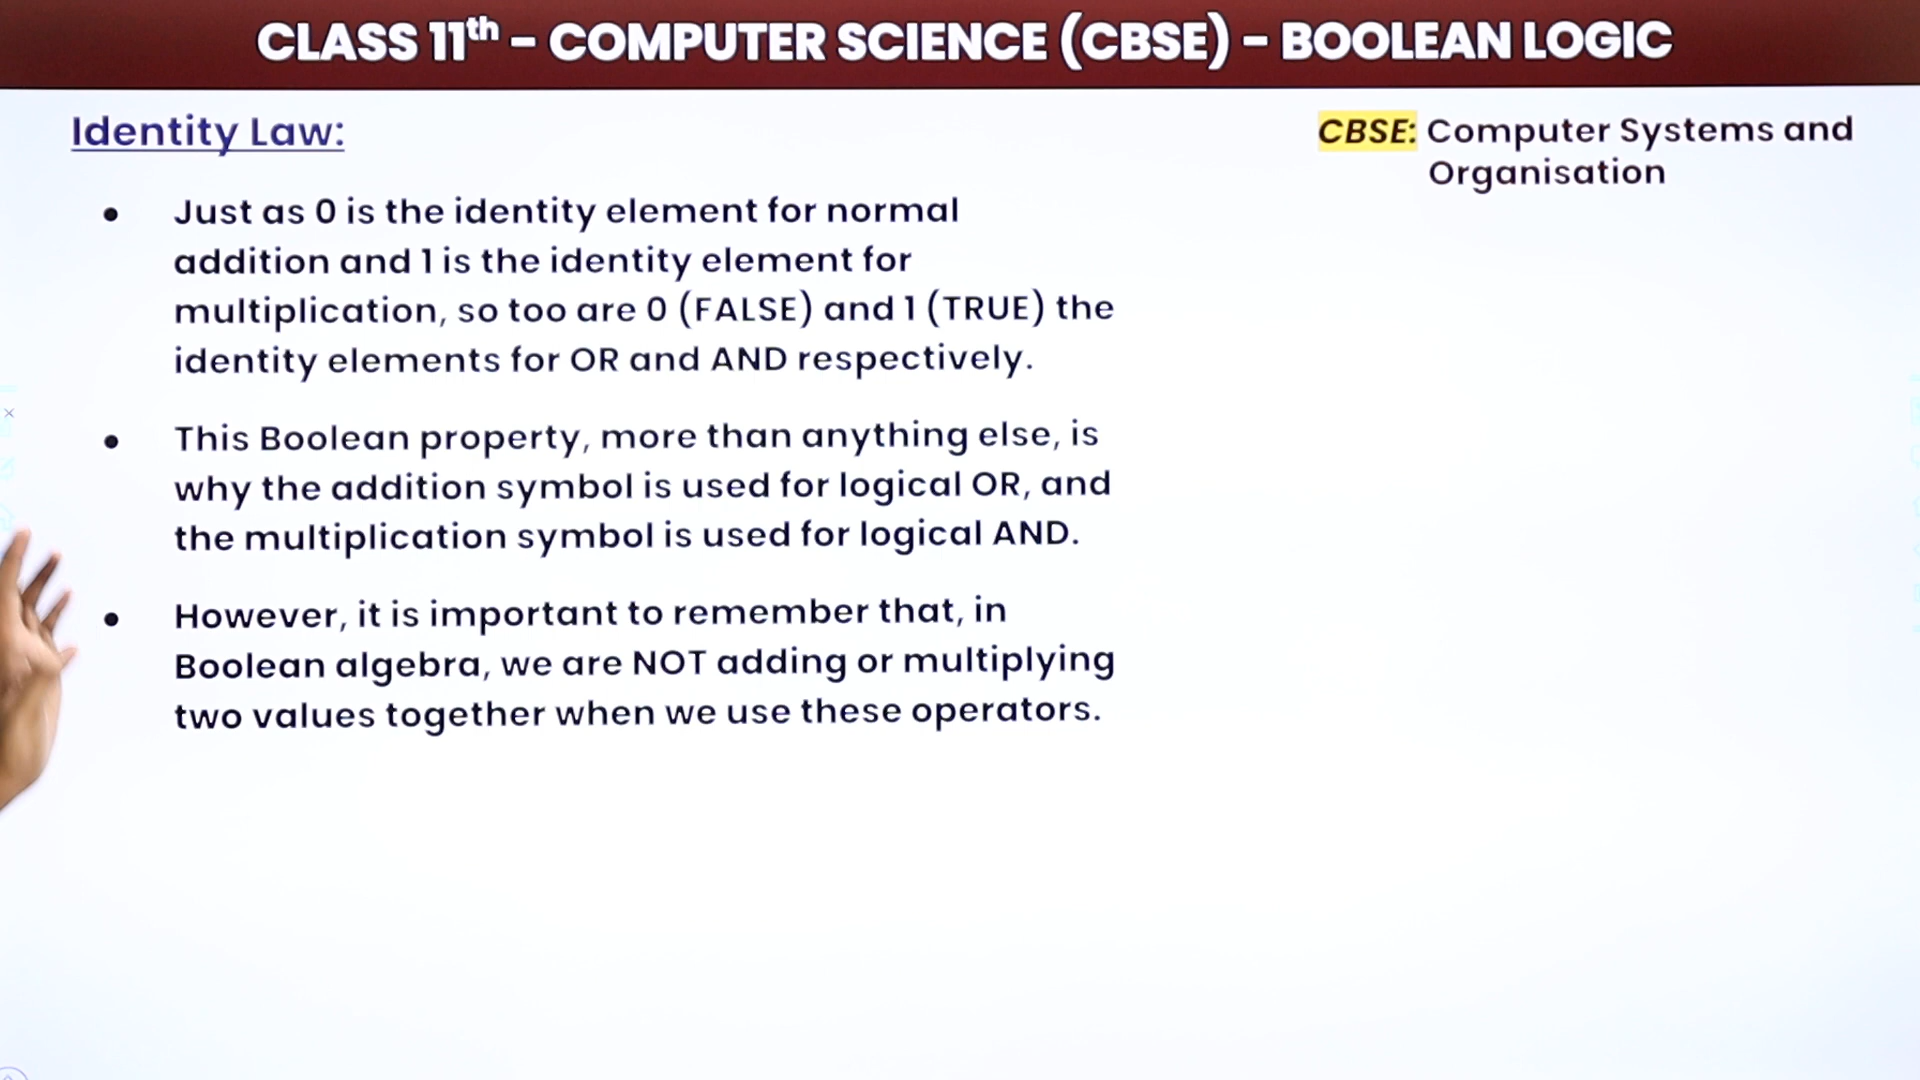 CLASS 11th – COMPUTER SCIENCE (CBSE) – BOOLEAN LOGIC
Identity Law:
CBSE: Computer Systems and
Organisation
• Just as 0 is the identity element for normal
addition and 1 is the identity element for
multiplication, so too are 0 (FALSE) and 1 (TRUE) the
identity elements for OR and AND respectively.
• This Boolean property, more than anything else, is
why the addition symbol is used for logical OR, and
the multiplication symbol is used for logical AND.
• However, it is important to remember that, in
Boolean algebra, we are NOT adding or multiplying
two values together when we use these operators.